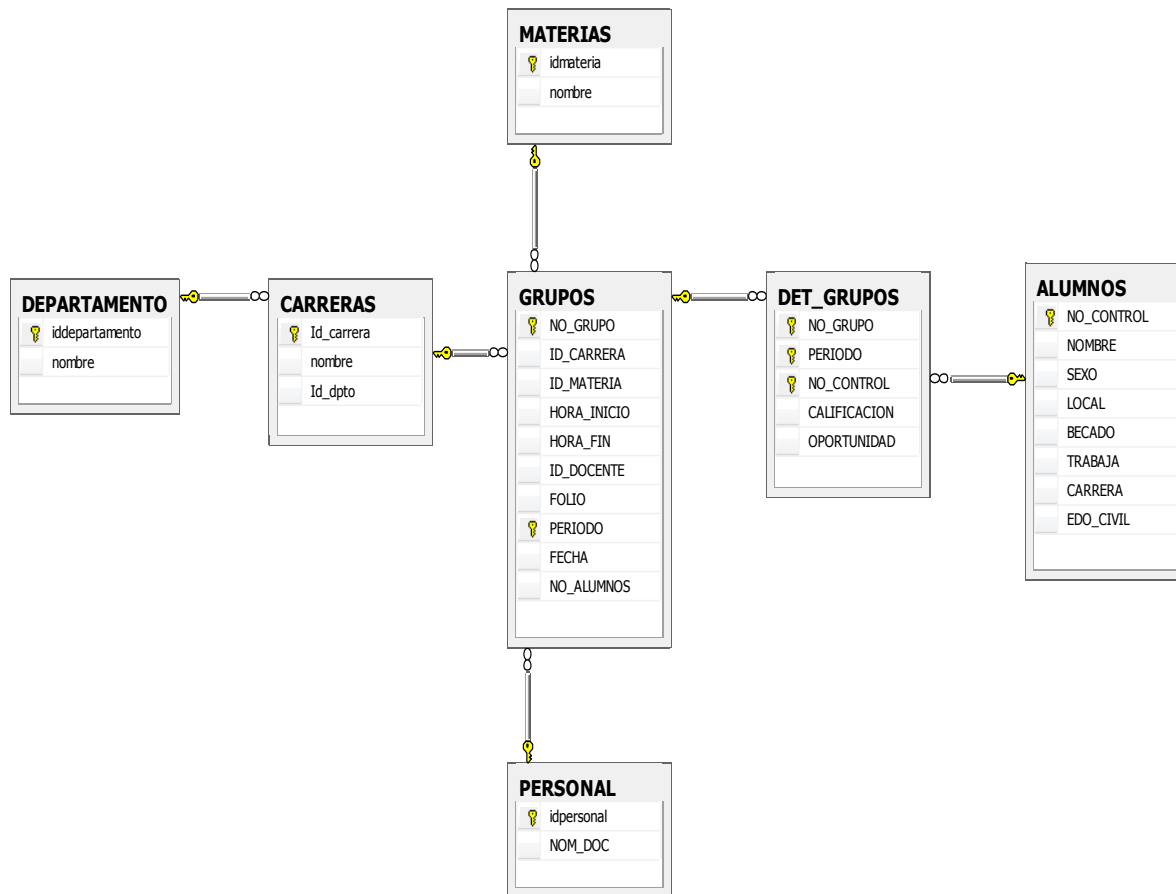 MATERIAS
idmateria
nombre
DEPARTAMENTO
iddepartamento
nombre
CARRERAS
Id_carrera
nombre
Id_dpto
GRUPOS
NO_GRUPO
ID_CARRERA
ID_MATERIA
HORA_INICIO
HORA_FIN
ID_DOCENTE
FOLIO
PERIODO
FECHA
NO_ALUMNOS
DET_GRUPOS
NO_GRUPO
PERIODO
NO_CONTROL
CALIFICACION
OPORTUNIDAD
ALUMNOS
NO_CONTROL
NOMBRE
SEXO
LOCAL
BECADO
TRABAJA
CARRERA
EDO_CIVIL
PERSONAL
idpersonal
NOM_DOC